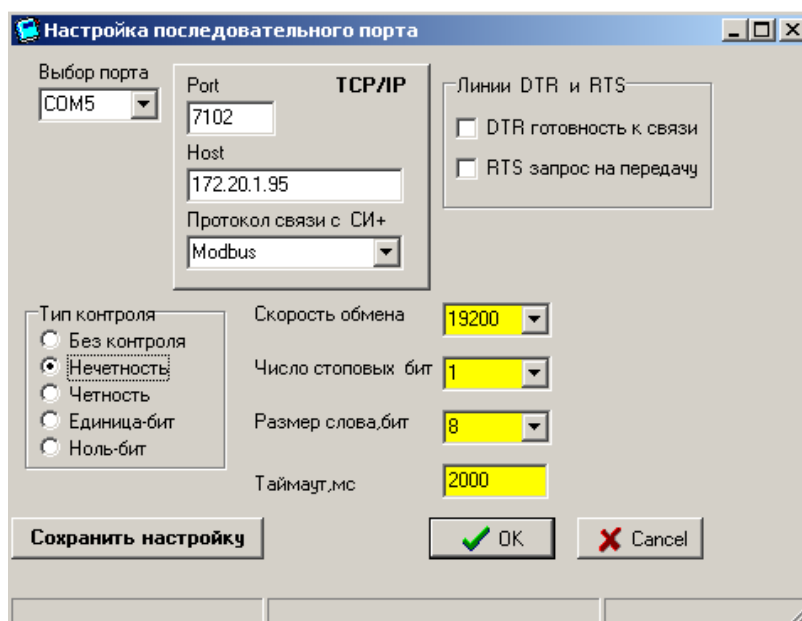 Настройка последовательного порта
Выбор порта
COM5
Port
TCP/IP
7102
Host
172.20.1.95
Протокол связи с СИ+
Modbus
Линии DTR и RTS
DTR готовность к связи
RTS запрос на передачу
Тип контроля
Без контроля
Нечетность
Четность
Единица-бит
Ноль-бит
Скорость обмена
19200
Число стоповых бит
1
Размер слова,бит
8
Таймаут,мс
2000
Сохранить настройку
OK
Cancel